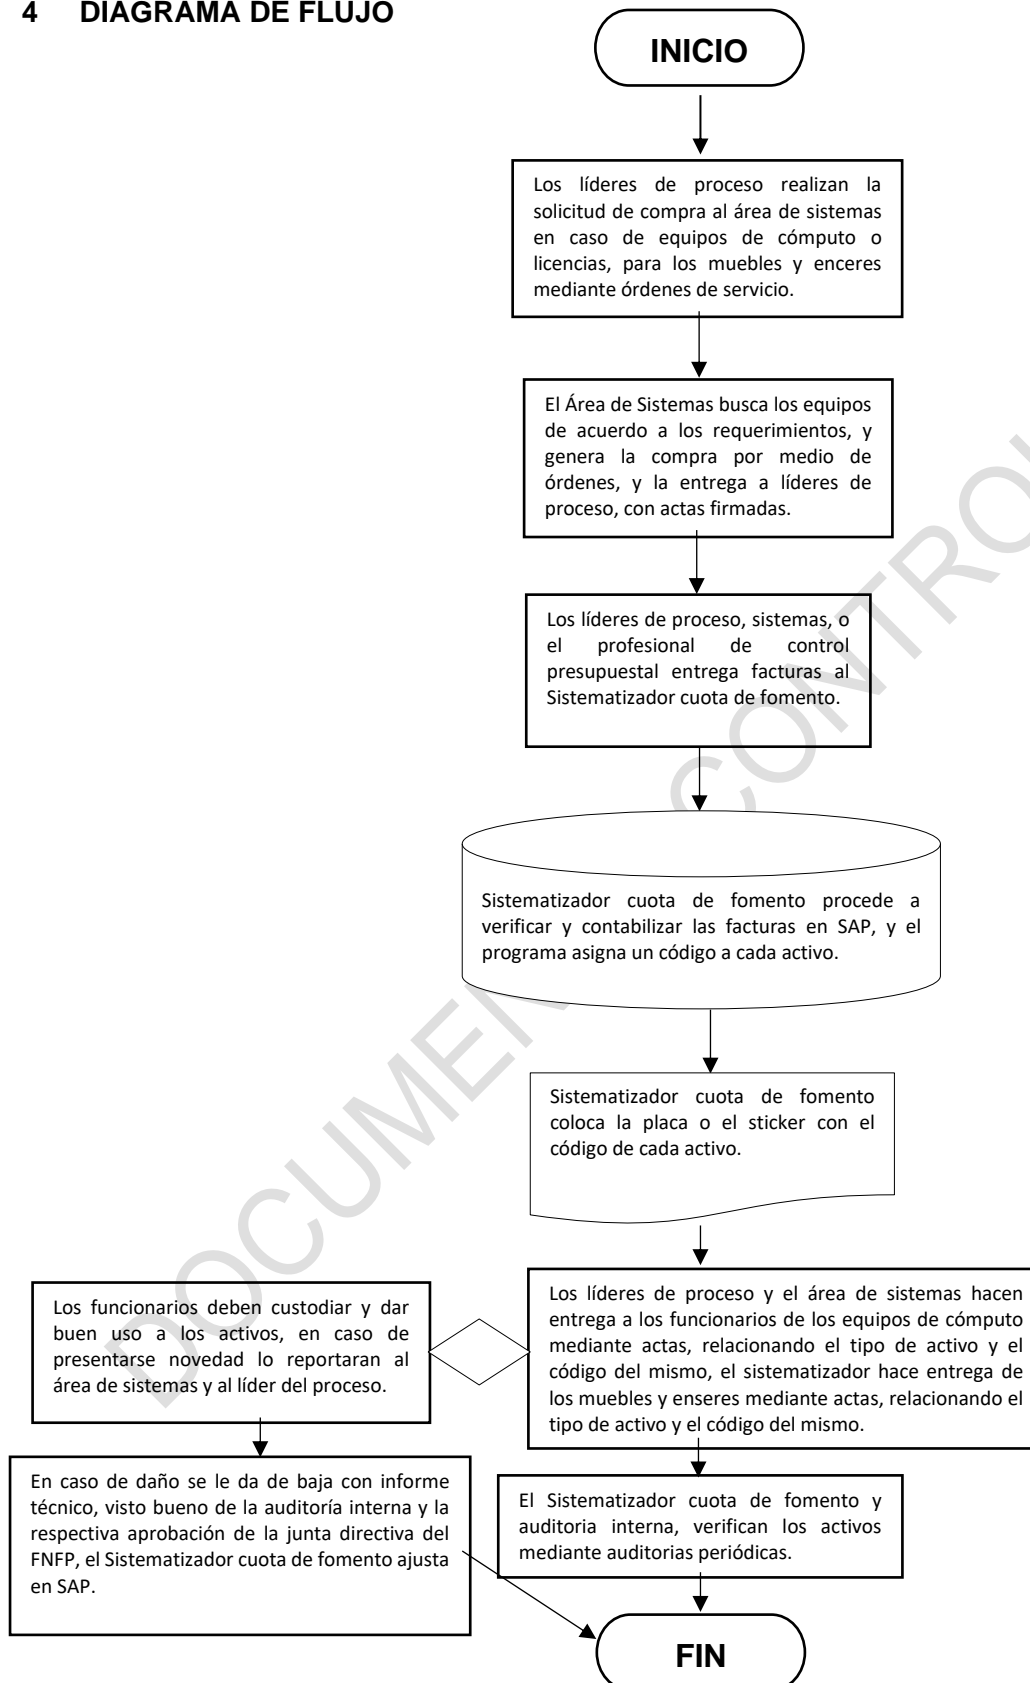 4 DIAGRAMA DE FLUJO
INICIO
Los líderes de proceso realizan la
solicitud de compra al área de sistemas
en caso de equipos de cómputo o
licencias, para los muebles y enceres
mediante órdenes de servicio.
El Área de Sistemas busca los equipos
de acuerdo a los requerimientos, y
genera la compra por medio de
órdenes, y la entrega a líderes de
proceso, con actas firmadas.
Los líderes de proceso, sistemas, o
el profesional de control
presupuestal entrega facturas al
Sistematizador cuota de fomento.
Sistematizador cuota de fomento procede a
verificar y contabilizar las facturas en SAP, y el
programa asigna un código a cada activo.
Sistematizador cuota de fomento
coloca la placa o el sticker con el
código de cada activo.
Los funcionarios deben custodiar y dar
buen uso a los activos, en caso de
presentarse novedad lo reportaran al
área de sistemas y al líder del proceso.
Los líderes de proceso y el área de sistemas hacen
entrega a los funcionarios de los equipos de cómputo
mediante actas, relacionando el tipo de activo y el
código del mismo, el sistematizador hace entrega de
los muebles y enseres mediante actas, relacionando el
tipo de activo y el código del mismo.
En caso de daño se le da de baja con informe
técnico, visto bueno de la auditoría interna y la
respectiva aprobación de la junta directiva del
FNFP, el Sistematizador cuota de fomento ajusta
en SAP.
El Sistematizador cuota de fomento y
auditoria interna, verifican los activos
mediante auditorias periódicas.
FIN